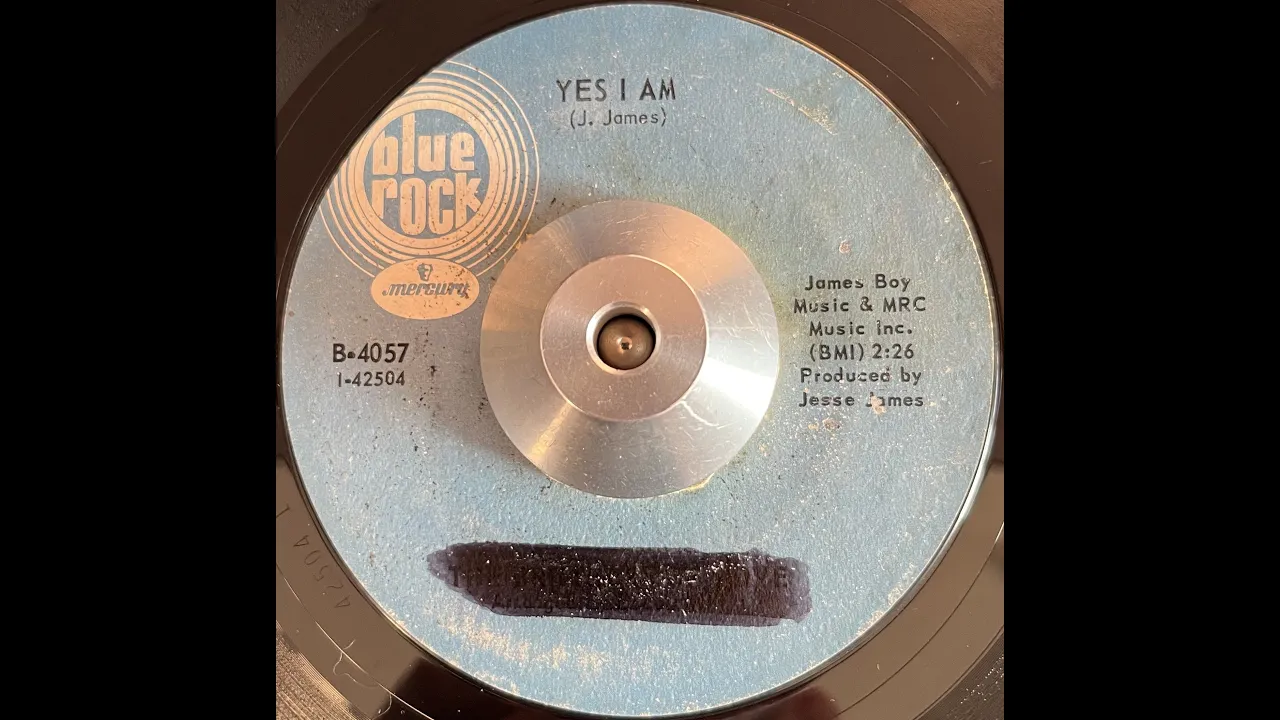 YES I AM
(J. James)
blue
rock
mercury
B-4057
1-42504
James Boy
Music & MRC
Music Inc.
(BMI) 2:26
Produced by
Jesse James
42504